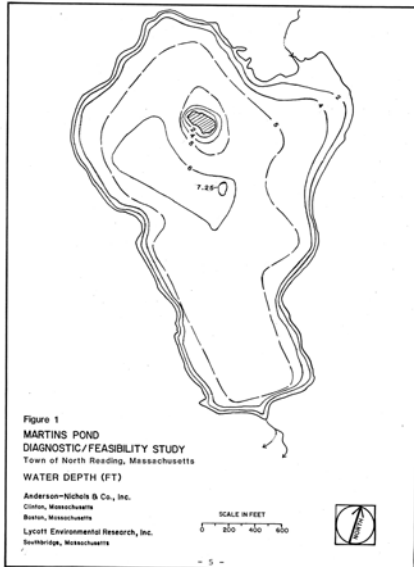 7.25
6
5
Figure 1
MARTINS POND
DIAGNOSTIC/FEASIBILITY STUDY
Town of North Reading, Massachusetts
WATER DEPTH (FT)
Anderson-Nichols & Co., Inc.
Clinton, Massachusetts
Boston, Massachusetts
Lycott Environmental Research, Inc.
Southbridge, Massachusetts
SCALE IN FEET
0 200 400 600
NORTH
- 5 -